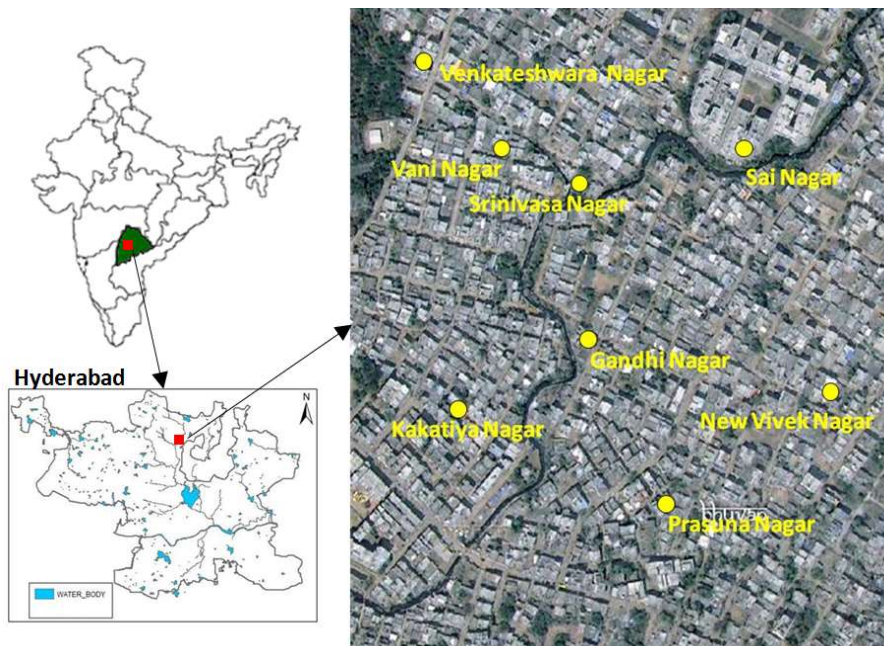 Venkateshwara Nagar
Vani Nagar
Sai Nagar
Srinivasa Nagar
Gandhi Nagar
Hyderabad
N
Kakatiya Nagar
New Vivek Nagar
bhuvan
Prasuna Nagar
WATER_BODY